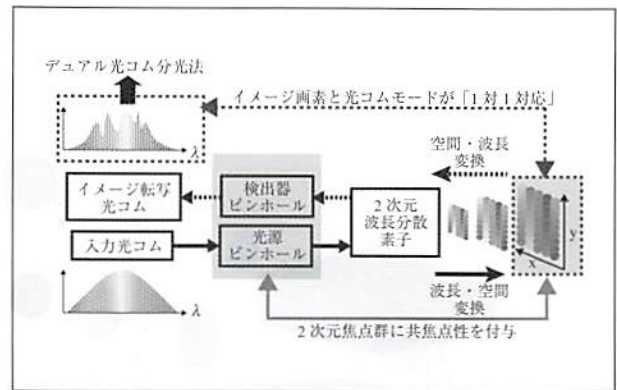 デュアル光コム分光法
イメージ画素と光コムモードが「1対1対応」
λ
空間・波長
変換
イメージ転写
光コム
検出器
ピンホール
2次元
波長分散
素子
入力光コム
光源
ピンホール
y
x
λ
波長・空間
変換
2次元焦点群に共焦点性を付与